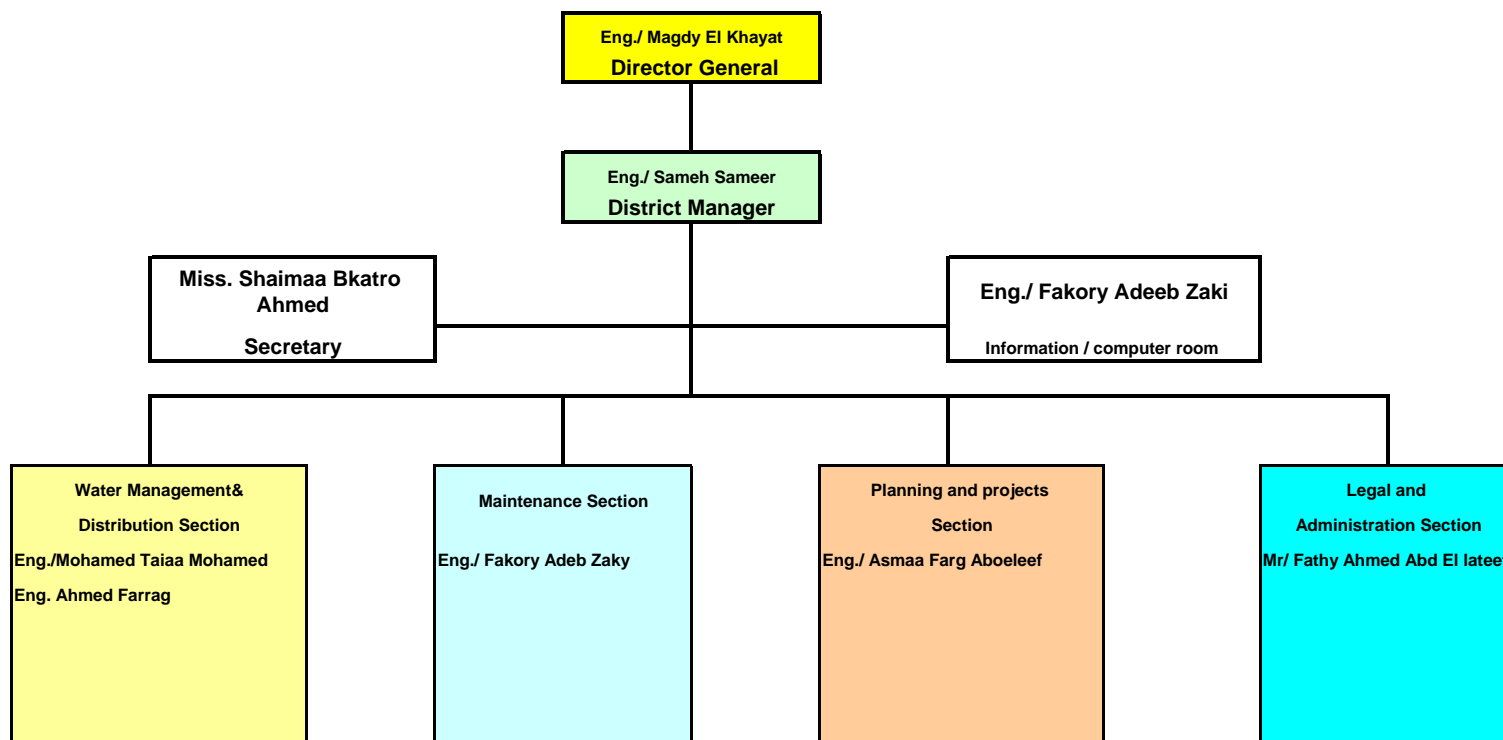 Eng./ Magdy El Khayat
Director General
Eng./ Sameh Sameer
District Manager
Miss. Shaimaa Bkatro
Ahmed
Secretary
Eng./ Fakory Adeeb Zaki
Information / computer room
Water Management&
Distribution Section
Eng./Mohamed Taiaa Mohamed
Eng. Ahmed Farrag
Maintenance Section
Eng./ Fakory Adeb Zaky
Planning and projects
Section
Eng./ Asmaa Farg Aboeleef
Legal and
Administration Section
Mr/ Fathy Ahmed Abd El lateef